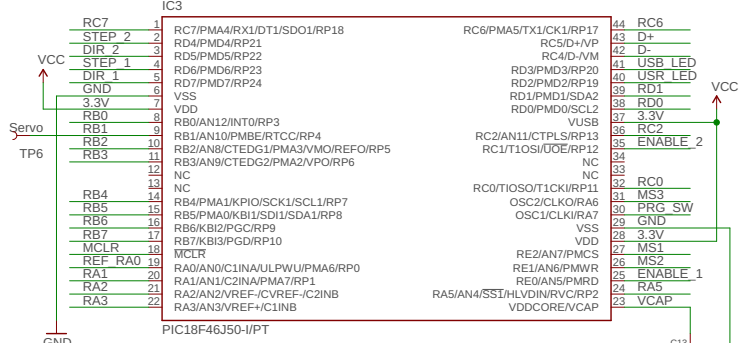 IC3
RC7 1 RC7/PMA4/RX1/DT1/SDO1/RP18 RC6/PMA5/TX1/CK1/RP17 44 RC6
STEP_2 2 RD4/PMD4/RP21 RC5/D+/VP 43 D+
DIR_2 3 RD5/PMD5/RP22 RC4/D-/VM 42 D-
VCC STEP_1 4 RD6/PMD6/RP23 RD3/PMD3/RP20 41 USB_LED
DIR_1 5 RD7/PMD7/RP24 RD2/PMD2/RP19 40 USR_LED
GND 6 VSS RD1/PMD1/SDA2 39 RD1 VCC
3.3V 7 VDD RD0/PMD0/SCL2 38 RD0
RB0 8 RB0/AN12/INT0/RP3 VUSB 37 3.3V
Servo RB1 9 RB1/AN10/PMBE/RTCC/RP4 RC2/AN11/CTPLS/RP13 36 RC2
RB2 10 RB2/AN8/CTEDG1/PMA3/VMO/REFO/RP5 RC1/T1OSI/UOE/RP12 35 ENABLE_2
TP6 RB3 11 RB3/AN9/CTEDG2/PMA2/VPO/RP6 NC 34
12 NC NC 33
13 NC RC0/TIOSO/T1CKI/RP11 32 RC0
RB4 14 RB4/PMA1/KPIO/SCK1/SCL1/RP7 OSC2/CLKO/RA6 31 MS3
RB5 15 RB5/PMA0/KBI1/SDI1/SDA1/RP8 OSC1/CLKI/RA7 30 PRG_SW
RB6 16 RB6/KBI2/PGC/RP9 VSS 29 GND
RB7 17 RB7/KBI3/PGD/RP10 VDD 28 3.3V
MCLR 18 MCLR RE2/AN7/PMCS 27 MS1
REF_RA0 19 RA0/AN0/C1INA/ULPWU/PMA6/RP0 RE1/AN6/PMWR 26 MS2
RA1 20 RA1/AN1/C2INA/PMA7/RP1 RE0/AN5/PMRD 25 ENABLE_1
RA2 21 RA2/AN2/VREF-/CVREF-/C2INB RA5/AN4/SS1/HLVDIN/RVC/RP2 24 RA5
RA3 22 RA3/AN3/VREF+/C1INB VDDCORE/VCAP 23 VCAP
PIC18F46J50-I/PT
GND C13